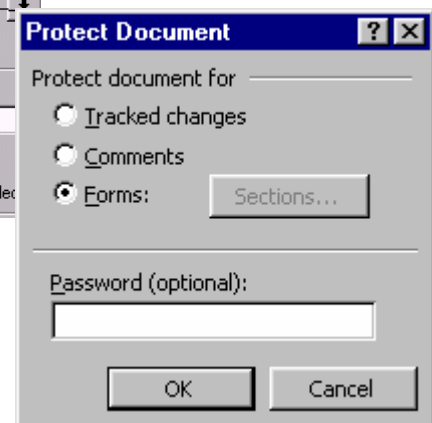 Protect Document
Protect document for
Tracked changes
Comments
Forms: Sections...
Password (optional):
OK Cancel